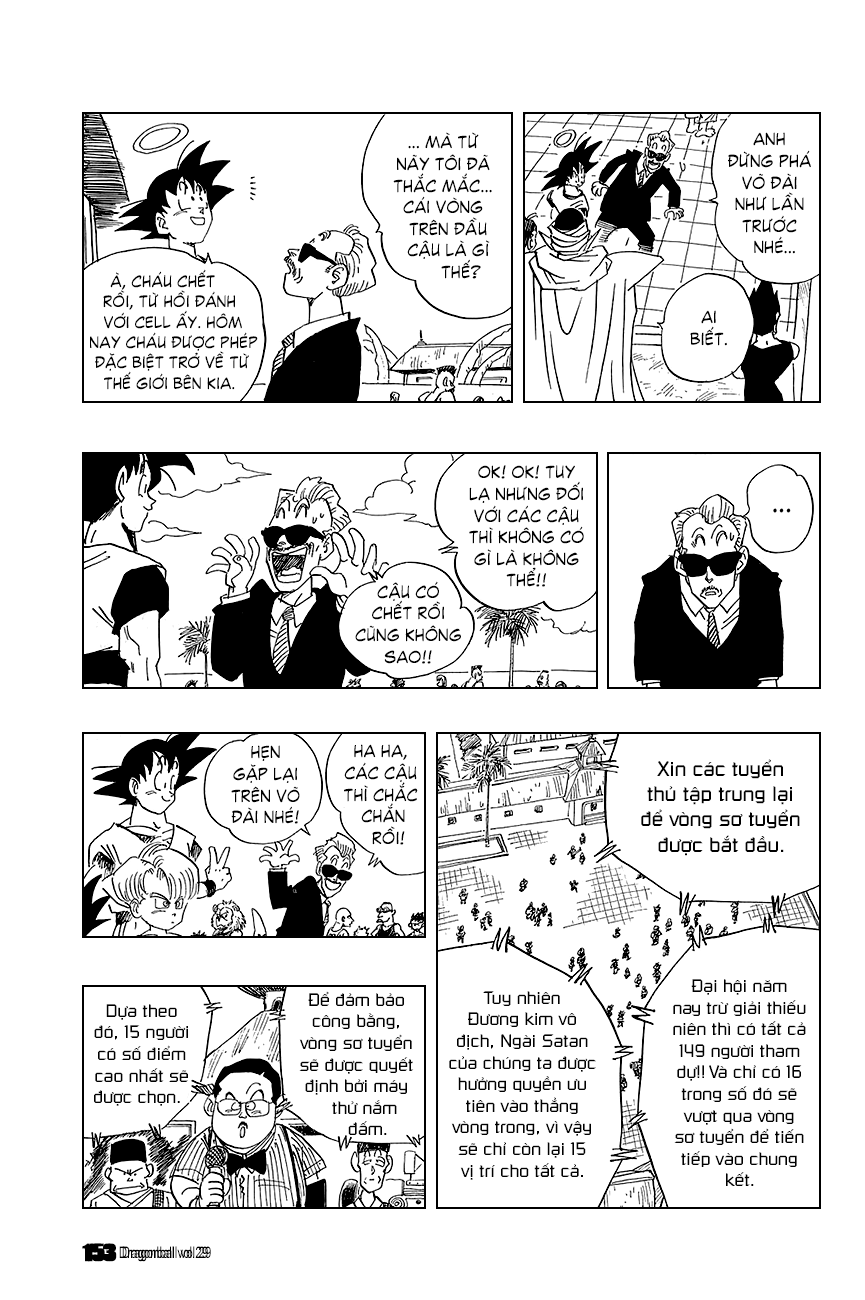 ANH
ĐỪNG PHÁ
VÕ ĐÀI
NHƯ LẦN
TRƯỚC
NHÉ...
AI
BIẾT.
... MÀ TỪ
NÀY TÔI ĐÃ
THẮC MẮC...
CÁI VÒNG
TRÊN ĐẦU
CẬU LÀ GÌ
THẾ?
À, CHÁU CHẾT
RỒI, TỪ HỒI ĐÁNH
VỚI CELL ẤY. HÔM
NAY CHÁU ĐƯỢC PHÉP
ĐẶC BIỆT TRỞ VỀ TỪ
THẾ GIỚI BÊN KIA.
...
OK! OK! TUY
LẠ NHƯNG ĐỐI
VỚI CÁC CẬU
THÌ KHÔNG CÓ
GÌ LÀ KHÔNG
THỂ!!
CẬU CÓ
CHẾT RỒI
CŨNG KHÔNG
SAO!!
HA HA,
CÁC CẬU
THÌ CHẮC
CHẮN
RỒI!
HẸN
GẶP LẠI
TRÊN VÕ
ĐÀI NHÉ!
Xin các tuyển
thủ tập trung lại
để vòng sơ tuyển
được bắt đầu.
Đại hội năm
nay trừ giải thiếu
niên thì có tất cả
149 người tham
dự!! Và chỉ có 16
trong số đó sẽ
vượt qua vòng
sơ tuyển để tiến
tiếp vào chung
kết.
Tuy nhiên
Đương kim vô
địch, Ngài Satan
của chúng ta được
hưởng quyền ưu
tiên vào thẳng
vòng trong, vì vậy
sẽ chỉ còn lại 15
vị trí cho tất cả.
Để đảm bảo
công bằng,
vòng sơ tuyển
sẽ được quyết
định bởi máy
thử nắm
đấm.
Dựa theo
đó, 15 người
có số điểm
cao nhất sẽ
được chọn.
153 Dragonball vol 29